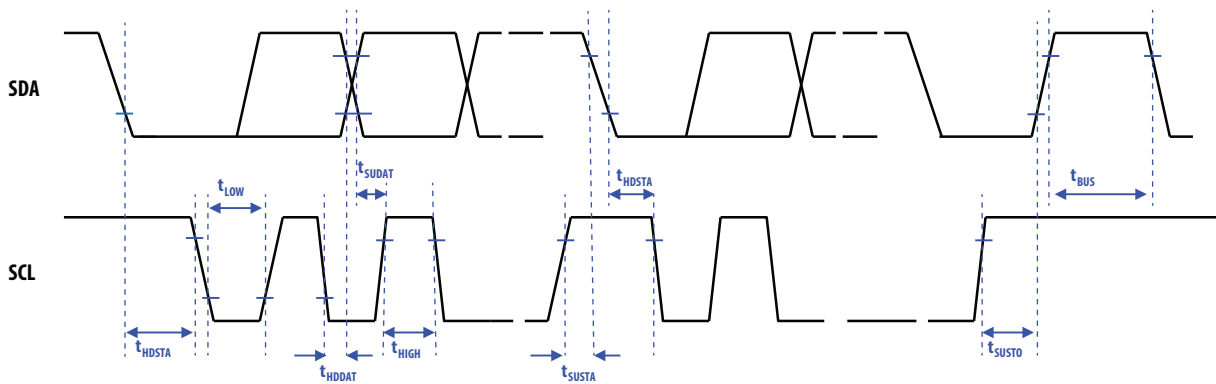 SDA
tSUDAT
tHDSTA
tBUS
tLOW
SCL
tHDSTA
tHDDAT
tHIGH
tSUSTA
tSUSTO